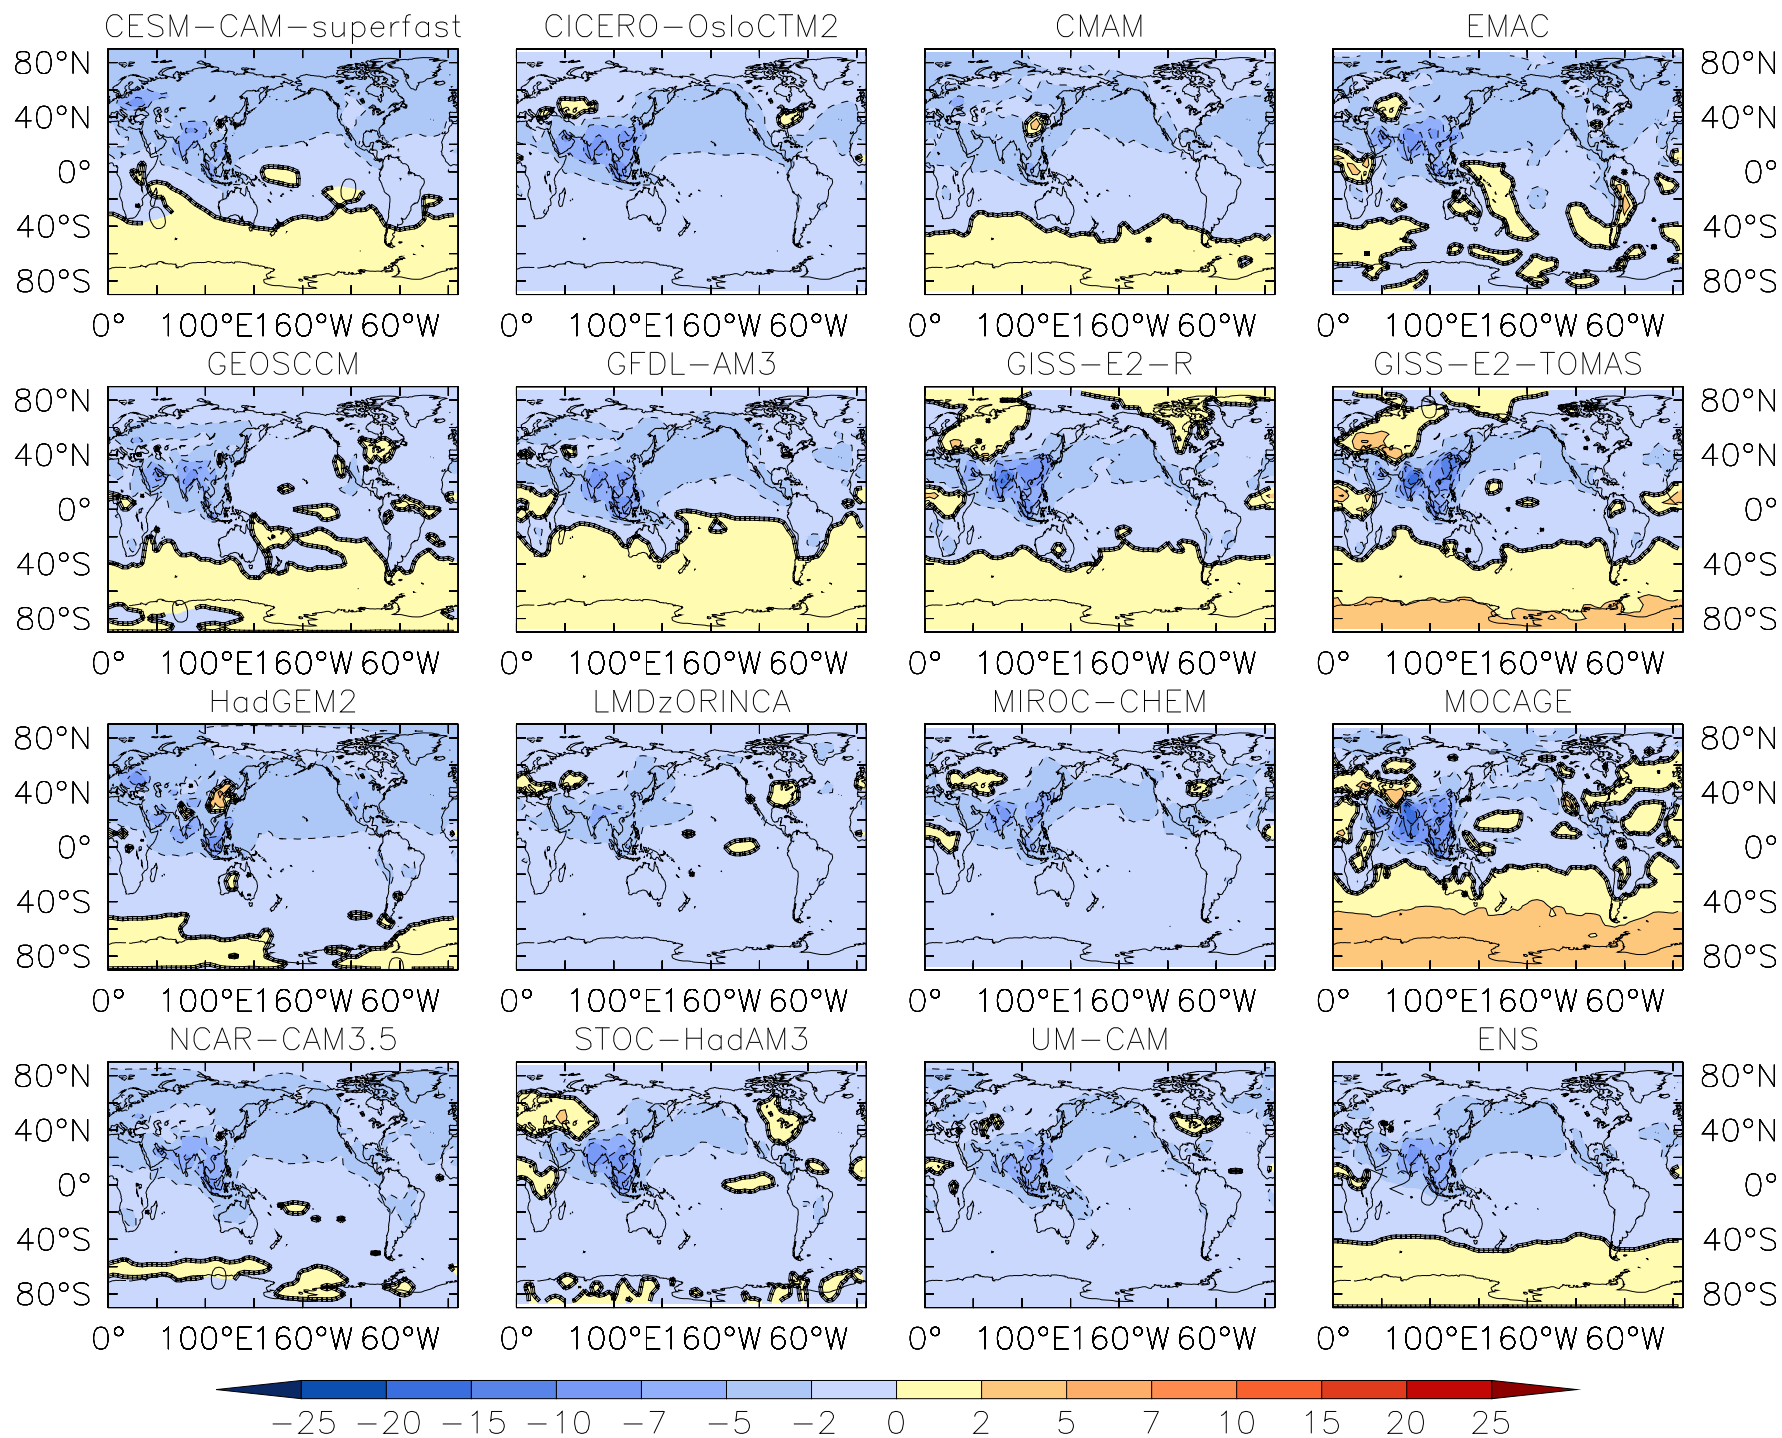 CESM-CAM-superfast CICERO-OsloCTM2 CMAM EMAC
80°N 80°N
40°N 40°N
0° 0°
40°S 40°S
80°S 80°S
0° 100°E 160°W 60°W 0° 100°E 160°W 60°W 0° 100°E 160°W 60°W 0° 100°E 160°W 60°W
GEOSCCM GFDL-AM3 GISS-E2-R GISS-E2-TOMAS
80°N 80°N
40°N 40°N
0° 0°
40°S 40°S
80°S 80°S
0° 100°E 160°W 60°W 0° 100°E 160°W 60°W 0° 100°E 160°W 60°W 0° 100°E 160°W 60°W
HadGEM2 LMDzORINCA MIROC-CHEM MOCAGE
80°N 80°N
40°N 40°N
0° 0°
40°S 40°S
80°S 80°S
0° 100°E 160°W 60°W 0° 100°E 160°W 60°W 0° 100°E 160°W 60°W 0° 100°E 160°W 60°W
NCAR-CAM3.5 STOC-HadAM3 UM-CAM ENS
80°N 80°N
40°N 40°N
0° 0°
40°S 40°S
80°S 80°S
0° 100°E 160°W 60°W 0° 100°E 160°W 60°W 0° 100°E 160°W 60°W 0° 100°E 160°W 60°W
-25 -20 -15 -10 -7 -5 -2 0 2 5 7 10 15 20 25